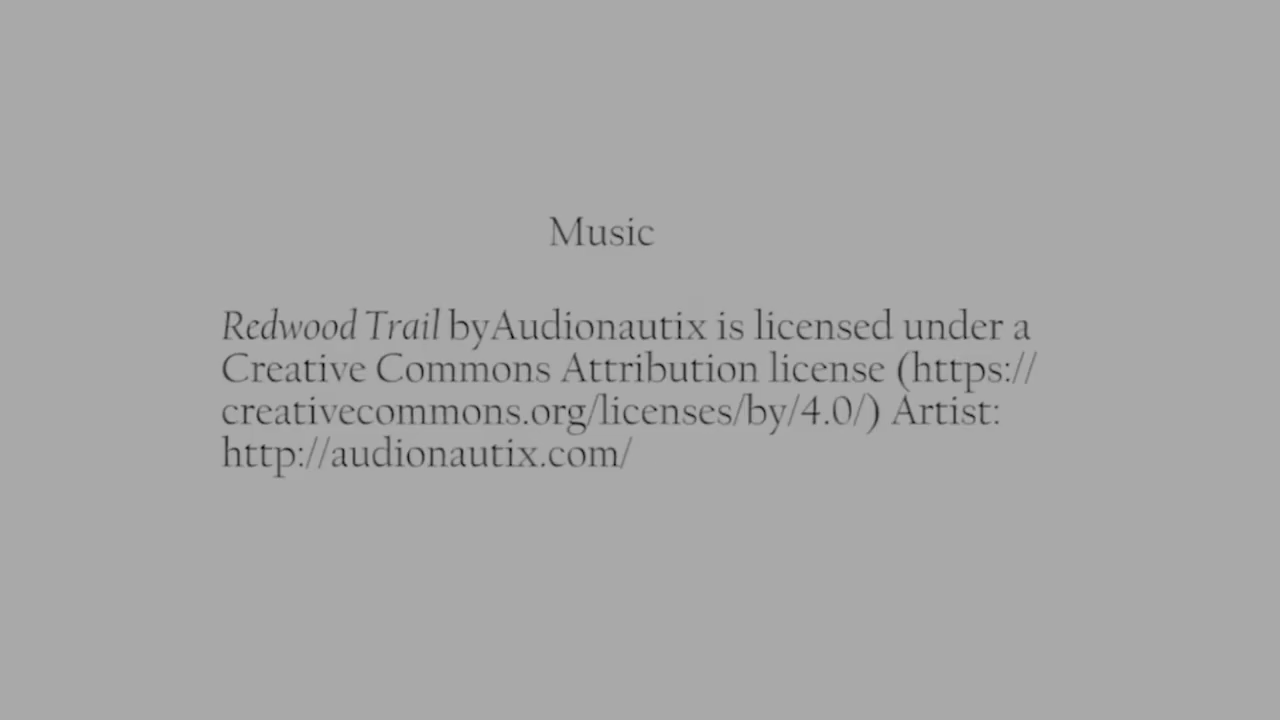 Music
Redwood Trail byAudionautix is licensed under a
Creative Commons Attribution license (https://
creativecommons.org/licenses/by/4.0/) Artist:
http://audionautix.com/